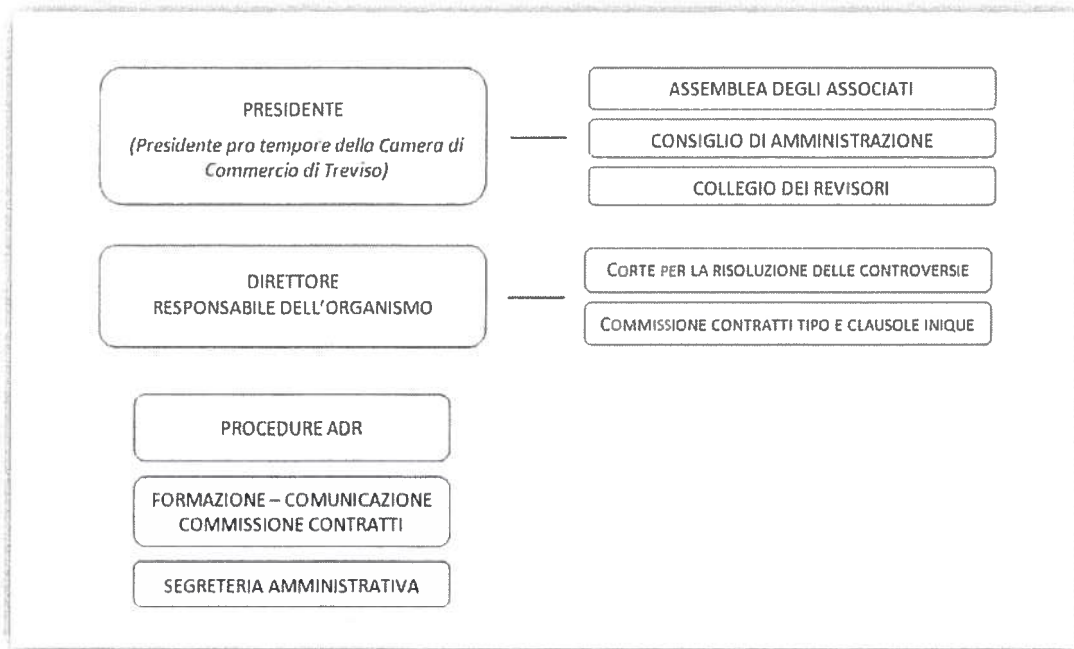 PRESIDENTE
(Presidente pro tempore della Camera di
Commercio di Treviso)
ASSEMBLEA DEGLI ASSOCIATI
CONSIGLIO DI AMMINISTRAZIONE
COLLEGIO DEI REVISORI
DIRETTORE
RESPONSABILE DELL'ORGANISMO
CORTE PER LA RISOLUZIONE DELLE CONTROVERSIE
COMMISSIONE CONTRATTI TIPO E CLAUSOLE INIQUE
PROCEDURE ADR
FORMAZIONE – COMUNICAZIONE
COMMISSIONE CONTRATTI
SEGRETERIA AMMINISTRATIVA